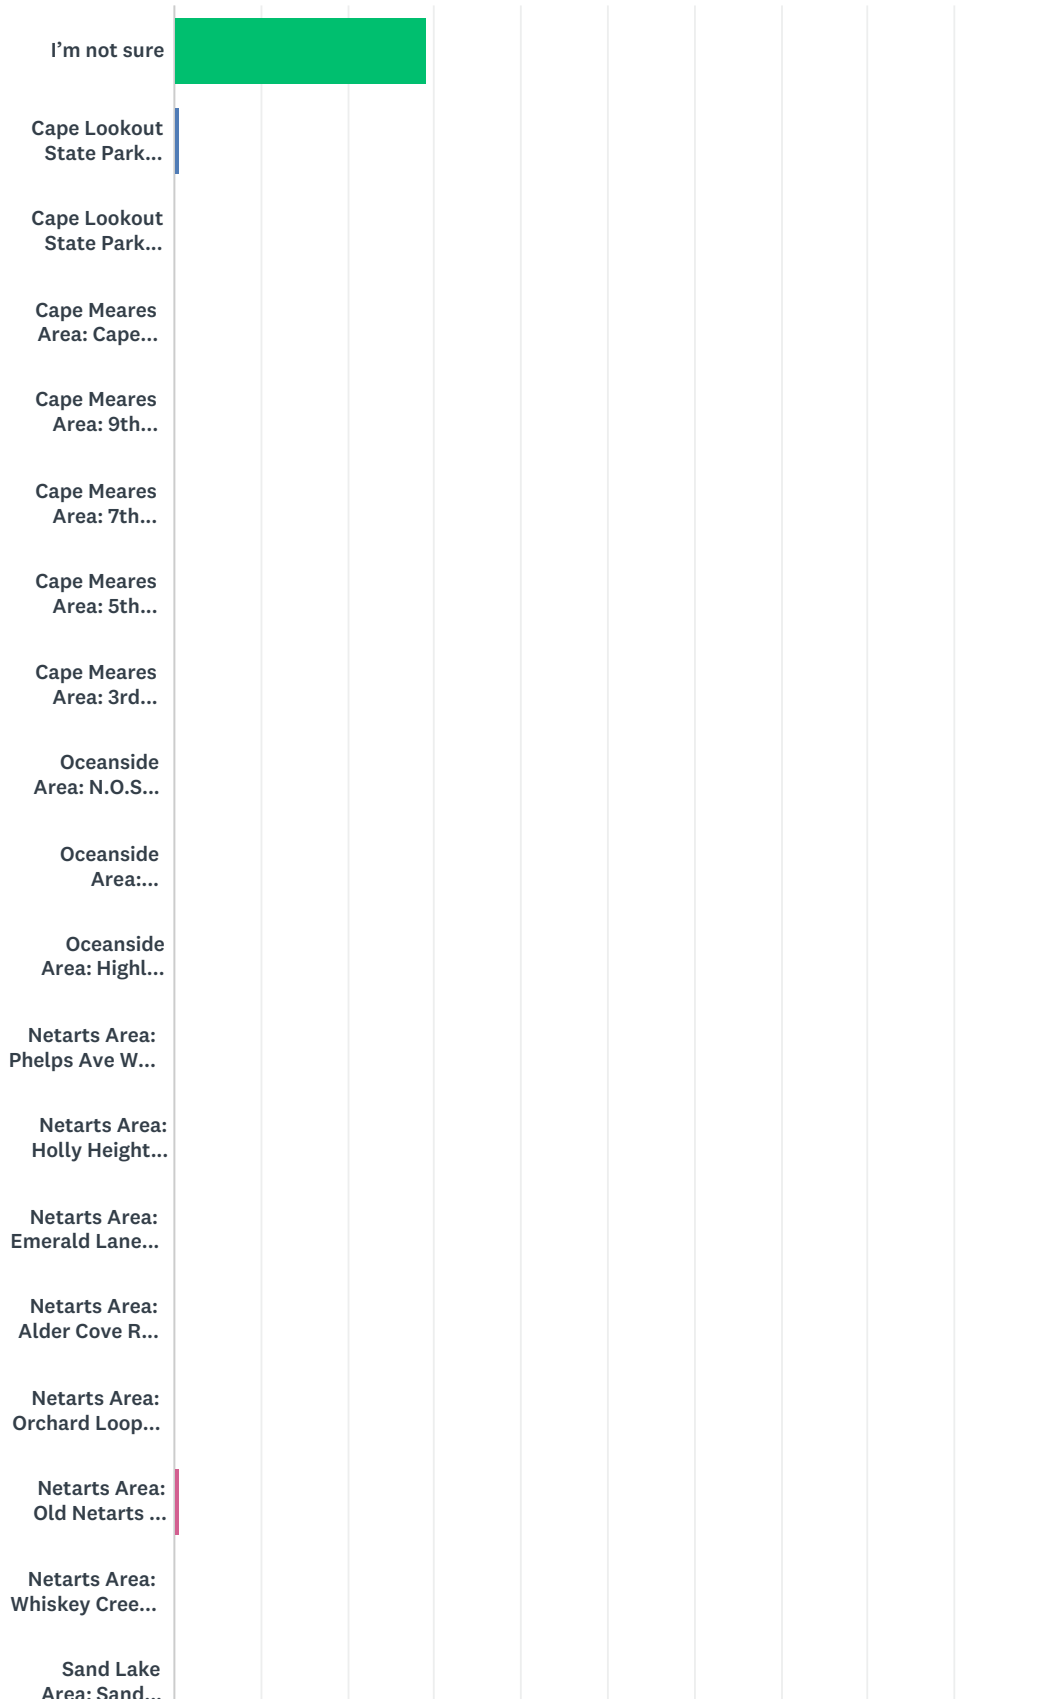 I’m not sure
Cape Lookout
State Park...
Cape Lookout
State Park...
Cape Meares
Area: Cape...
Cape Meares
Area: 9th...
Cape Meares
Area: 7th...
Cape Meares
Area: 5th...
Cape Meares
Area: 3rd...
Oceanside
Area: N.O.S...
Oceanside
Area:...
Oceanside
Area: Highl...
Netarts Area:
Phelps Ave W...
Netarts Area:
Holly Height...
Netarts Area:
Emerald Lane...
Netarts Area:
Alder Cove R...
Netarts Area:
Orchard Loop...
Netarts Area:
Old Netarts ...
Netarts Area:
Whiskey Cree...
Sand Lake
Area: Sand...